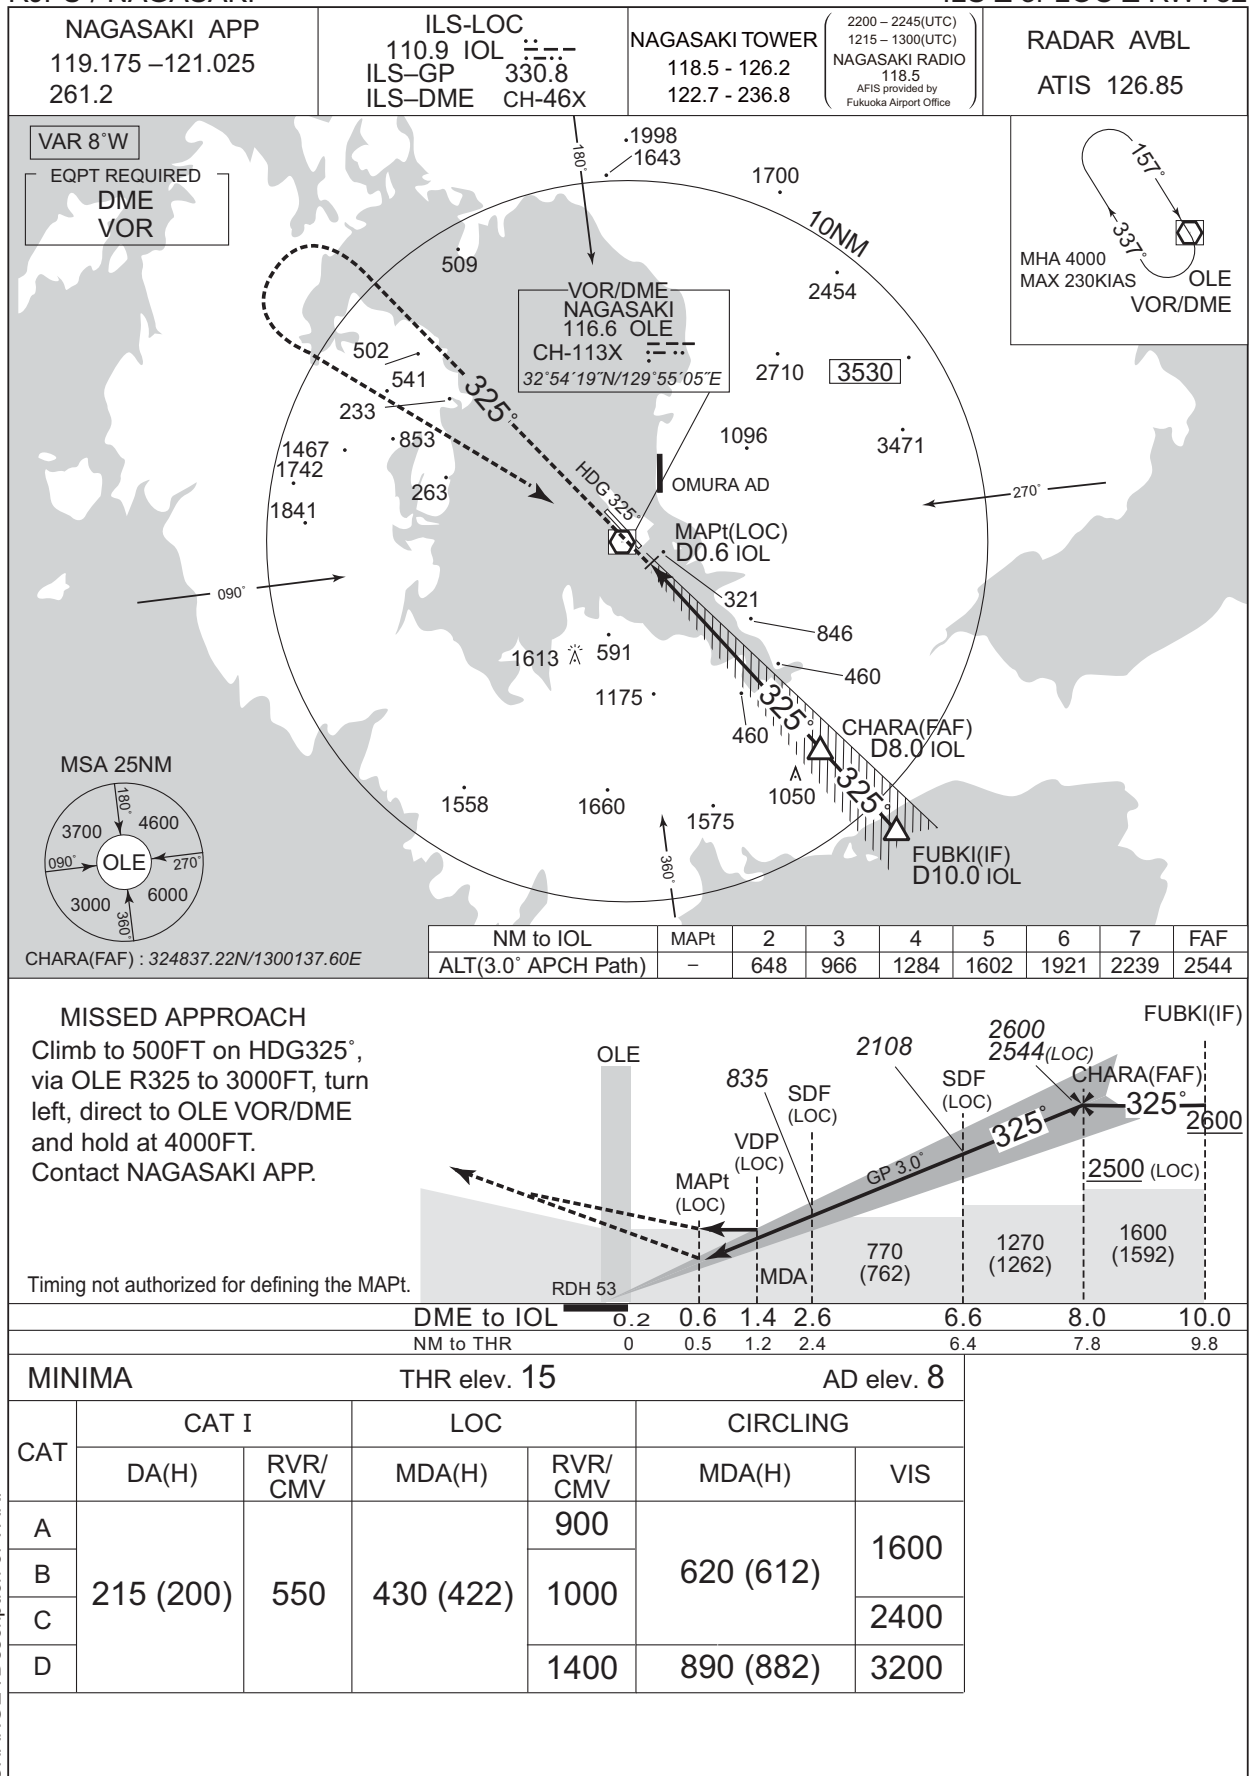 NAGASAKI APP
119.175 –121.025
261.2
ILS-LOC
110.9 IOL
ILS–GP 330.8
ILS–DME CH-46X
NAGASAKI TOWER
118.5 - 126.2
122.7 - 236.8
2200 – 2245(UTC)
1215 – 1300(UTC)
NAGASAKI RADIO
118.5
AFIS provided by
Fukuoka Airport Office
RADAR AVBL
ATIS 126.85
VAR 8°W
EQPT REQUIRED
DME
VOR
180°
1998
1643
1700
10NM
157°
337°
MHA 4000
MAX 230KIAS
OLE
VOR/DME
509
2454
VOR/DME
NAGASAKI
116.6 OLE
CH-113X
32°54´19˝N/129°55´05˝E
502
541
233
325°
2710
3530
853
1467
1742
1096
3471
263
1841
HDG 325°
OMURA AD
270°
MAPt(LOC)
D0.6 IOL
090°
321
846
1613
591
460
1175
325°
460
CHARA(FAF)
D8.0 IOL
1050
325°
1558
1660
1575
360°
FUBKI(IF)
D10.0 IOL
MSA 25NM
180°
3700
4600
090°
OLE
270°
3000
6000
360°
CHARA(FAF) : 324837.22N/1300137.60E
NM to IOL MAPt 2 3 4 5 6 7 FAF
ALT(3.0° APCH Path) – 648 966 1284 1602 1921 2239 2544
MISSED APPROACH
Climb to 500FT on HDG325°,
via OLE R325 to 3000FT, turn
left, direct to OLE VOR/DME
and hold at 4000FT.
Contact NAGASAKI APP.
Timing not authorized for defining the MAPt.
OLE
835
2108
2600
2544(LOC)
FUBKI(IF)
SDF
(LOC)
SDF
(LOC)
CHARA(FAF)
VDP
(LOC)
MAPt
(LOC)
325°
325°
2600
GP 3.0°
2500 (LOC)
MDA
770
(762)
1270
(1262)
1600
(1592)
RDH 53
DME to IOL 0.2 0.6 1.4 2.6 6.6 8.0 10.0
NM to THR 0 0.5 1.2 2.4 6.4 7.8 9.8
MINIMA THR elev. 15 AD elev. 8
CAT CAT I LOC CIRCLING
DA(H) RVR/CMV MDA(H) RVR/CMV MDA(H) VIS
A 215 (200) 550 430 (422) 900 620 (612) 1600
B 1000
C 2400
D 1400 890 (882) 3200